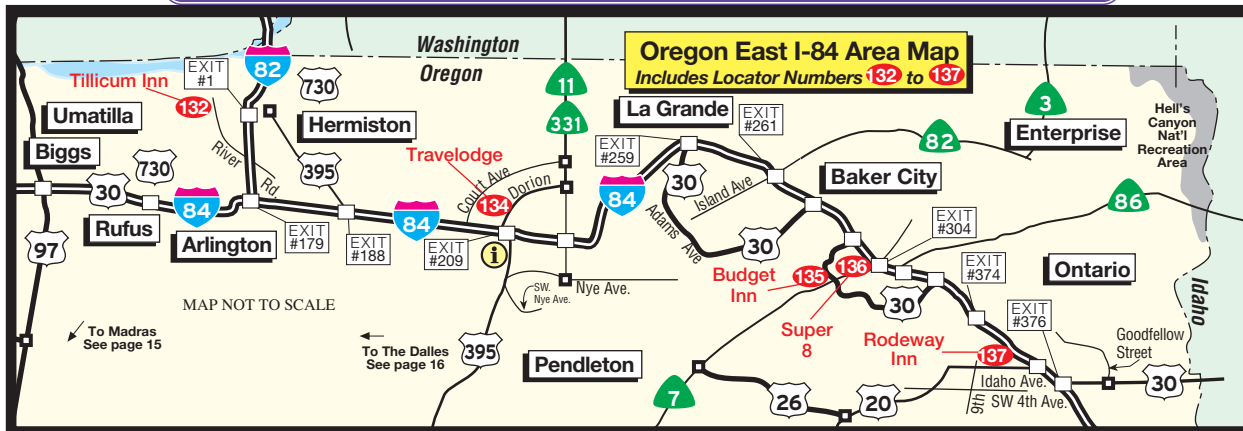 Washington
Oregon
Oregon East I-84 Area Map
Includes Locator Numbers 132 to 137
Tillicum Inn
132
EXIT
#1
82
730
11
331
La Grande
EXIT
#261
3
Enterprise
Hell's
Canyon
Nat'l
Recreation
Area
Umatilla
Hermiston
Biggs
730
River
Rd.
395
Travelodge
134
Court Ave
Dorion
EXIT
#259
30
Island Ave
82
Baker City
86
30
84
Rufus
Arlington
EXIT
#179
EXIT
#188
84
EXIT
#209
i
84
Adams Ave
30
EXIT
#304
EXIT
#374
Ontario
Idaho
97
MAP NOT TO SCALE
SW.
Nye Ave.
Nye Ave.
Budget
Inn
135
136
30
Super
8
EXIT
#376
Goodfellow
Street
To Madras
See page 15
To The Dalles
See page 16
395
Pendleton
Rodeway
Inn
137
7
26
20
9th
Idaho Ave.
SW 4th Ave.
30